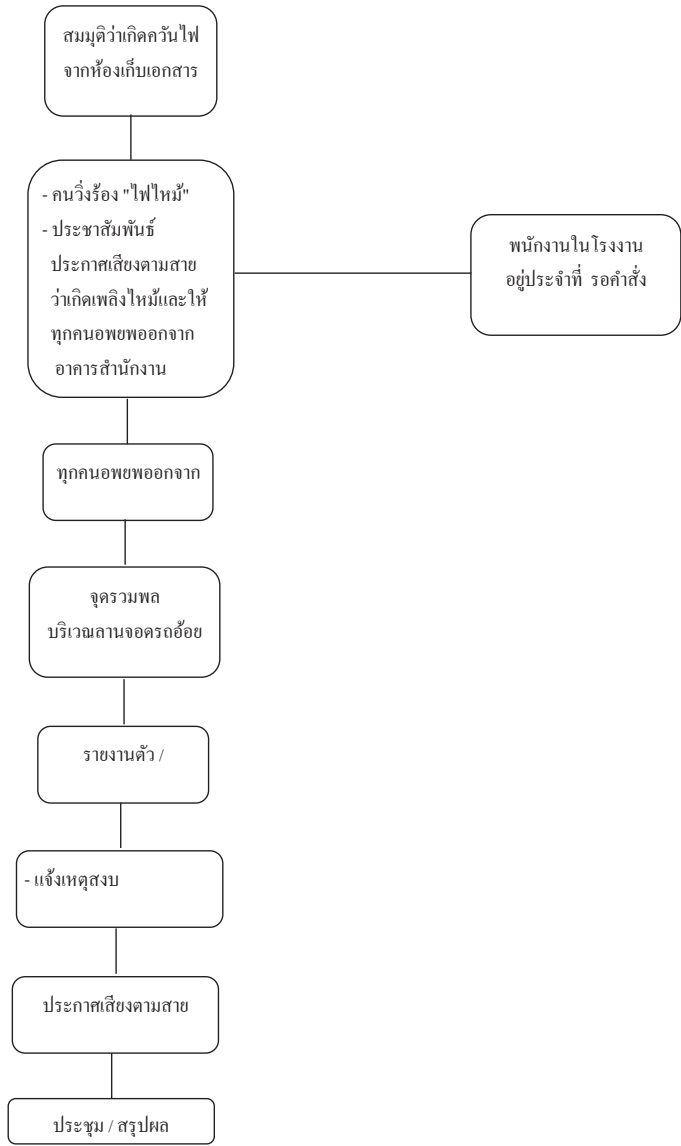 สมมุติว่าเกิดควันไฟ
จากห้องเก็บเอกสาร
- คนวิ่งร้อง "ไฟไหม้"
- ประชาสัมพันธ์
ประกาศเสียงตามสาย
ว่าเกิดเพลิงไหม้และให้
ทุกคนอพยพออกจาก
อาคารสำนักงาน
พนักงานในโรงงาน
อยู่ประจำที่ รอคำสั่ง
ทุกคนอพยพออกจาก
จุดรวมพล
บริเวณลานจอดรถอ้อย
รายงานตัว /
- แจ้งเหตุสงบ
ประกาศเสียงตามสาย
ประชุม / สรุปผล